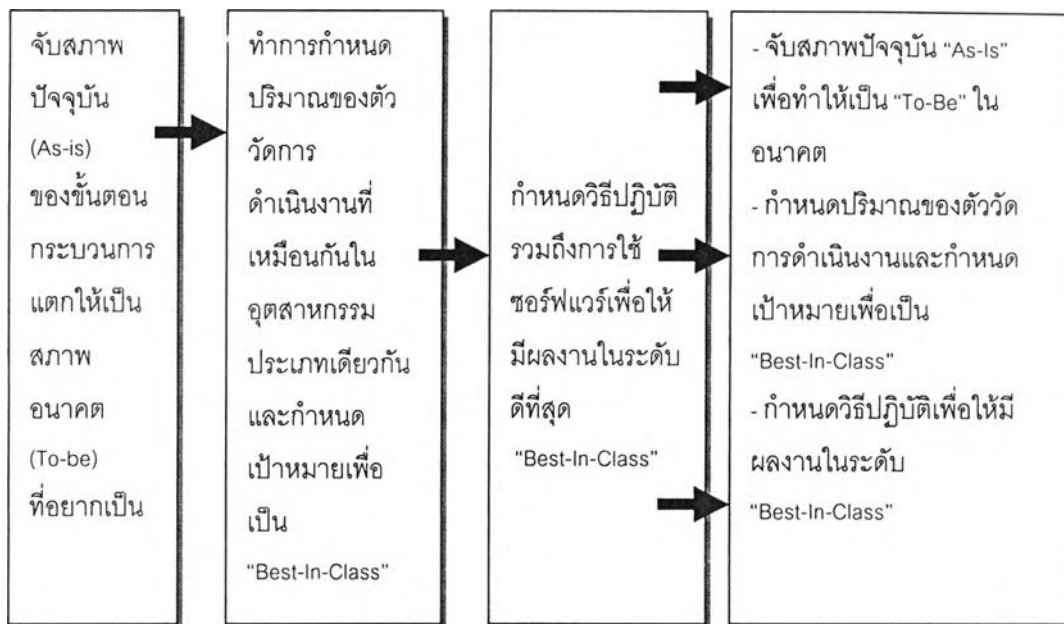 จับสภาพ
ปัจจุบัน
(As-is)
ของขั้นตอน
กระบวนการ
แตกให้เป็น
สภาพ
อนาคต
(To-be)
ที่อยากเป็น
ทำการกำหนด
ปริมาณของตัว
วัดการ
ดำเนินงานที่
เหมือนกันใน
อุตสาหกรรม
ประเภทเดียวกัน
และกำหนด
เป้าหมายเพื่อ
เป็น
"Best-In-Class"
กำหนดวิธีปฏิบัติ
รวมถึงการใช้
ซอร์ฟแวร์เพื่อให้
มีผลงานในระดับ
ดีที่สุด
"Best-In-Class"
- จับสภาพปัจจุบัน "As-Is"
เพื่อทำให้เป็น "To-Be" ใน
อนาคต
- กำหนดปริมาณของตัววัด
การดำเนินงานและกำหนด
เป้าหมายเพื่อเป็น
"Best-In-Class"
- กำหนดวิธีปฏิบัติเพื่อให้มี
ผลงานในระดับ
"Best-In-Class"